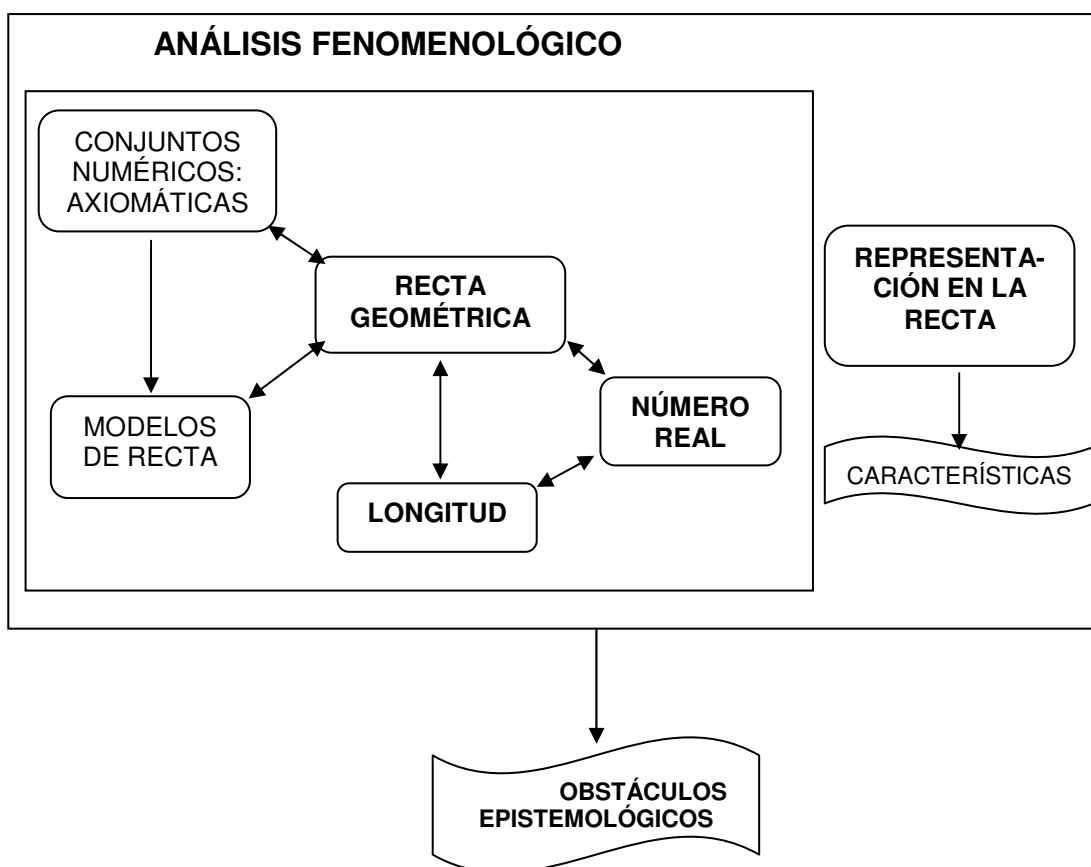 ANÁLISIS FENOMENOLÓGICO
CONJUNTOS
NUMÉRICOS:
AXIOMÁTICAS
RECTA
GEOMÉTRICA
MODELOS
DE RECTA
NÚMERO
REAL
LONGITUD
REPRESENTA-
CIÓN EN LA
RECTA
CARACTERÍSTICAS
OBSTÁCULOS
EPISTEMOLÓGICOS